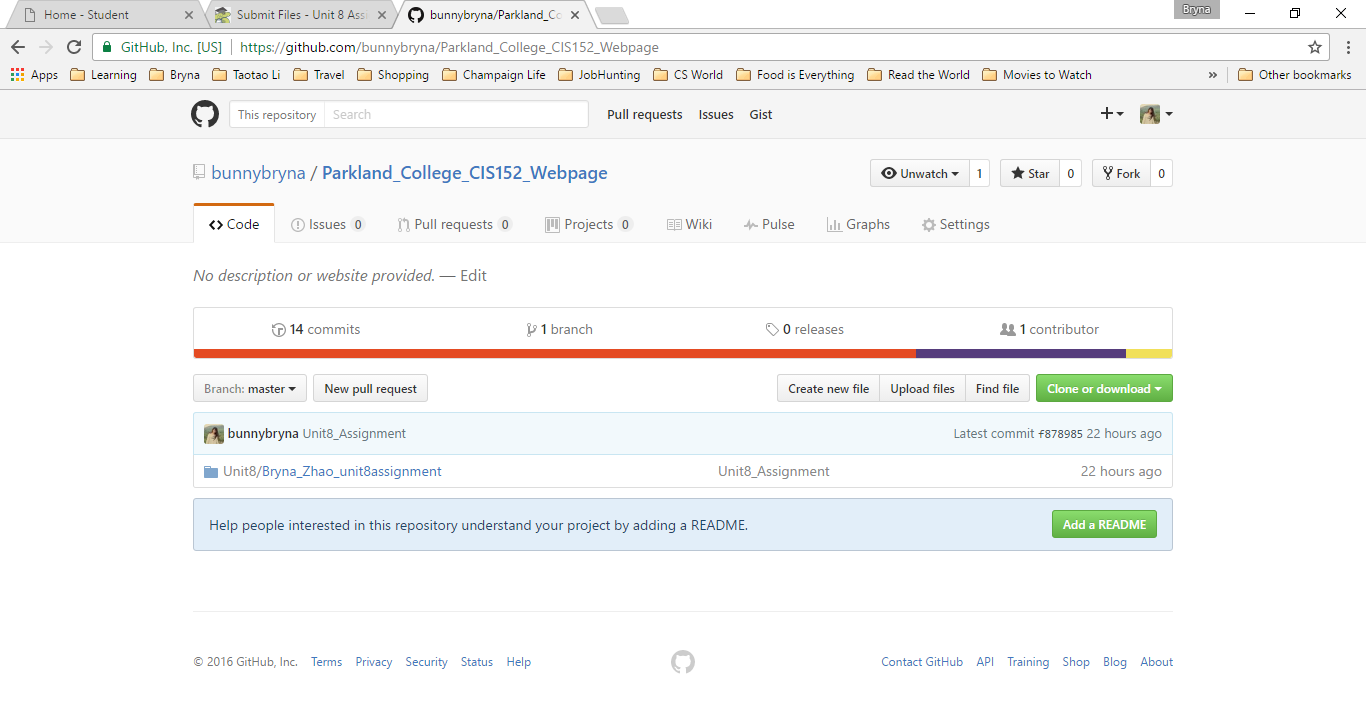 Home - Student
Submit Files - Unit 8 Ass
bunnybryna/Parkland_Co
Bryna
GitHub, Inc. [US] https://github.com/bunnybryna/Parkland_College_CIS152_Webpage
Apps Learning Bryna Taotao Li Travel Shopping Champaign Life JobHunting CS World Food is Everything Read the World Movies to Watch » Other bookmarks
This repository Search Pull requests Issues Gist
bunnybryna / Parkland_College_CIS152_Webpage Unwatch 1 Star 0 Fork 0
Code Issues 0 Pull requests 0 Projects 0 Wiki Pulse Graphs Settings
No description or website provided. — Edit
14 commits 1 branch 0 releases 1 contributor
Branch: master New pull request Create new file Upload files Find file Clone or download
bunnybryna Unit8_Assignment Latest commit f878985 22 hours ago
Unit8/Bryna_Zhao_unit8assignment Unit8_Assignment 22 hours ago
Help people interested in this repository understand your project by adding a README. Add a README
© 2016 GitHub, Inc. Terms Privacy Security Status Help Contact GitHub API Training Shop Blog About